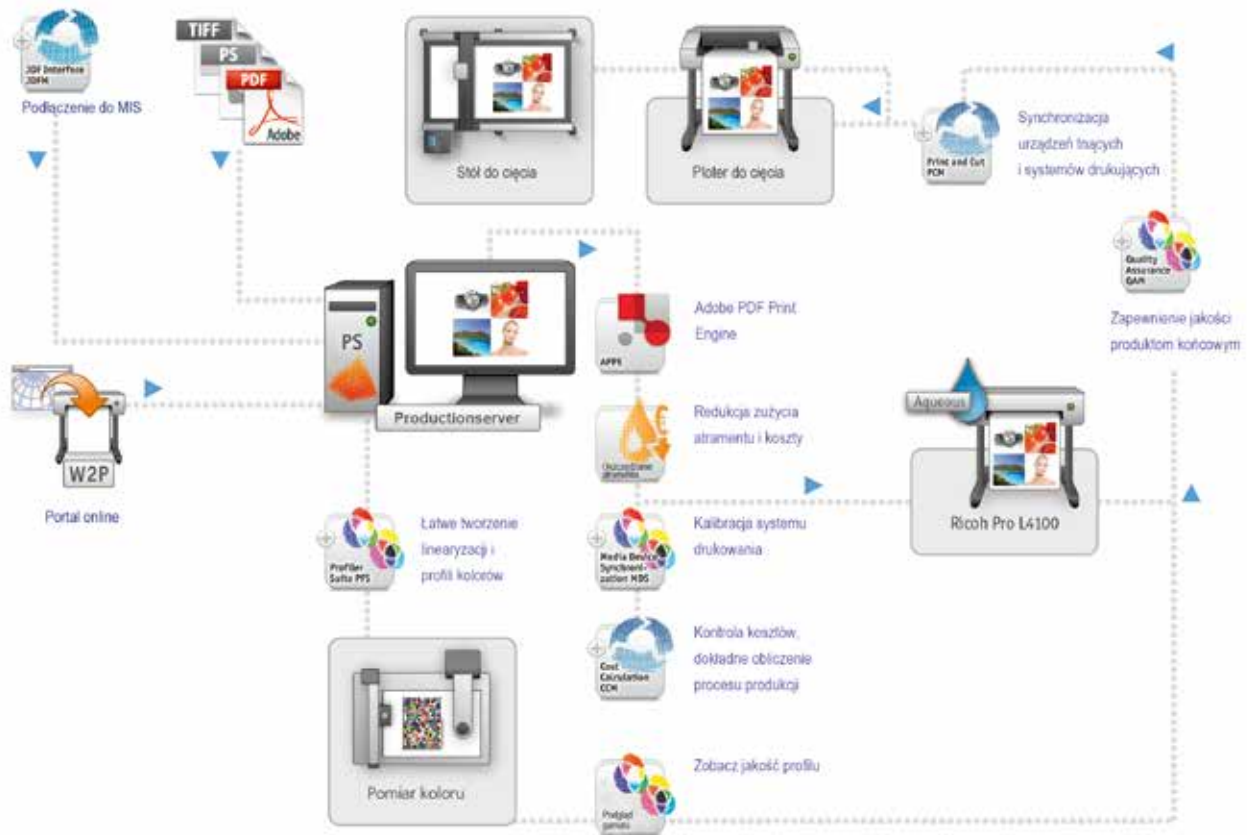 JDF Interface
JDFM
Podłączenie do MIS
TIFF
PS
PDF
Adobe
Stół do cięcia
Ploter do cięcia
Print and Cut
PCM
Synchronizacja
urządzeń tnących
i systemów drukujących
Quality
Assurance
QAM
Zapewnienie jakości
produktom końcowym
PS
Productionserver
APPE
Adobe PDF Print
Engine
W2P
Portal online
Redukcja zużycia
atramentu i koszty
Aqueous
Ricoh Pro L4100
Profiler
Suite PFS
Łatwe tworzenie
linearyzacji i
profili kolorów
Media Device
Synchroni-
zation MDS
Kalibracja systemu
drukowania
Cost
Calculation
CCM
Kontrola kosztów,
dokładne obliczenie
procesu produkcji
Pomiar koloru
Podgląd
gamutu
Zobacz jakość profilu